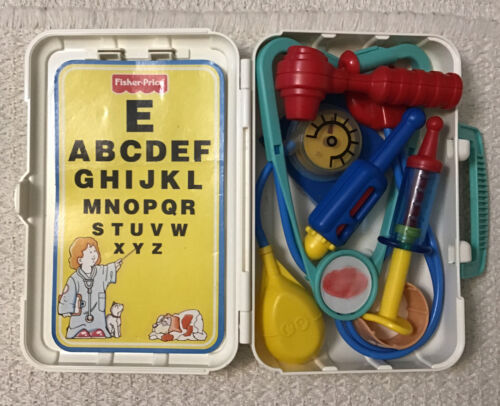 Fisher-Price
E
ABCDEF
GHIJKL
MNOPQR
STUVW
XYZ